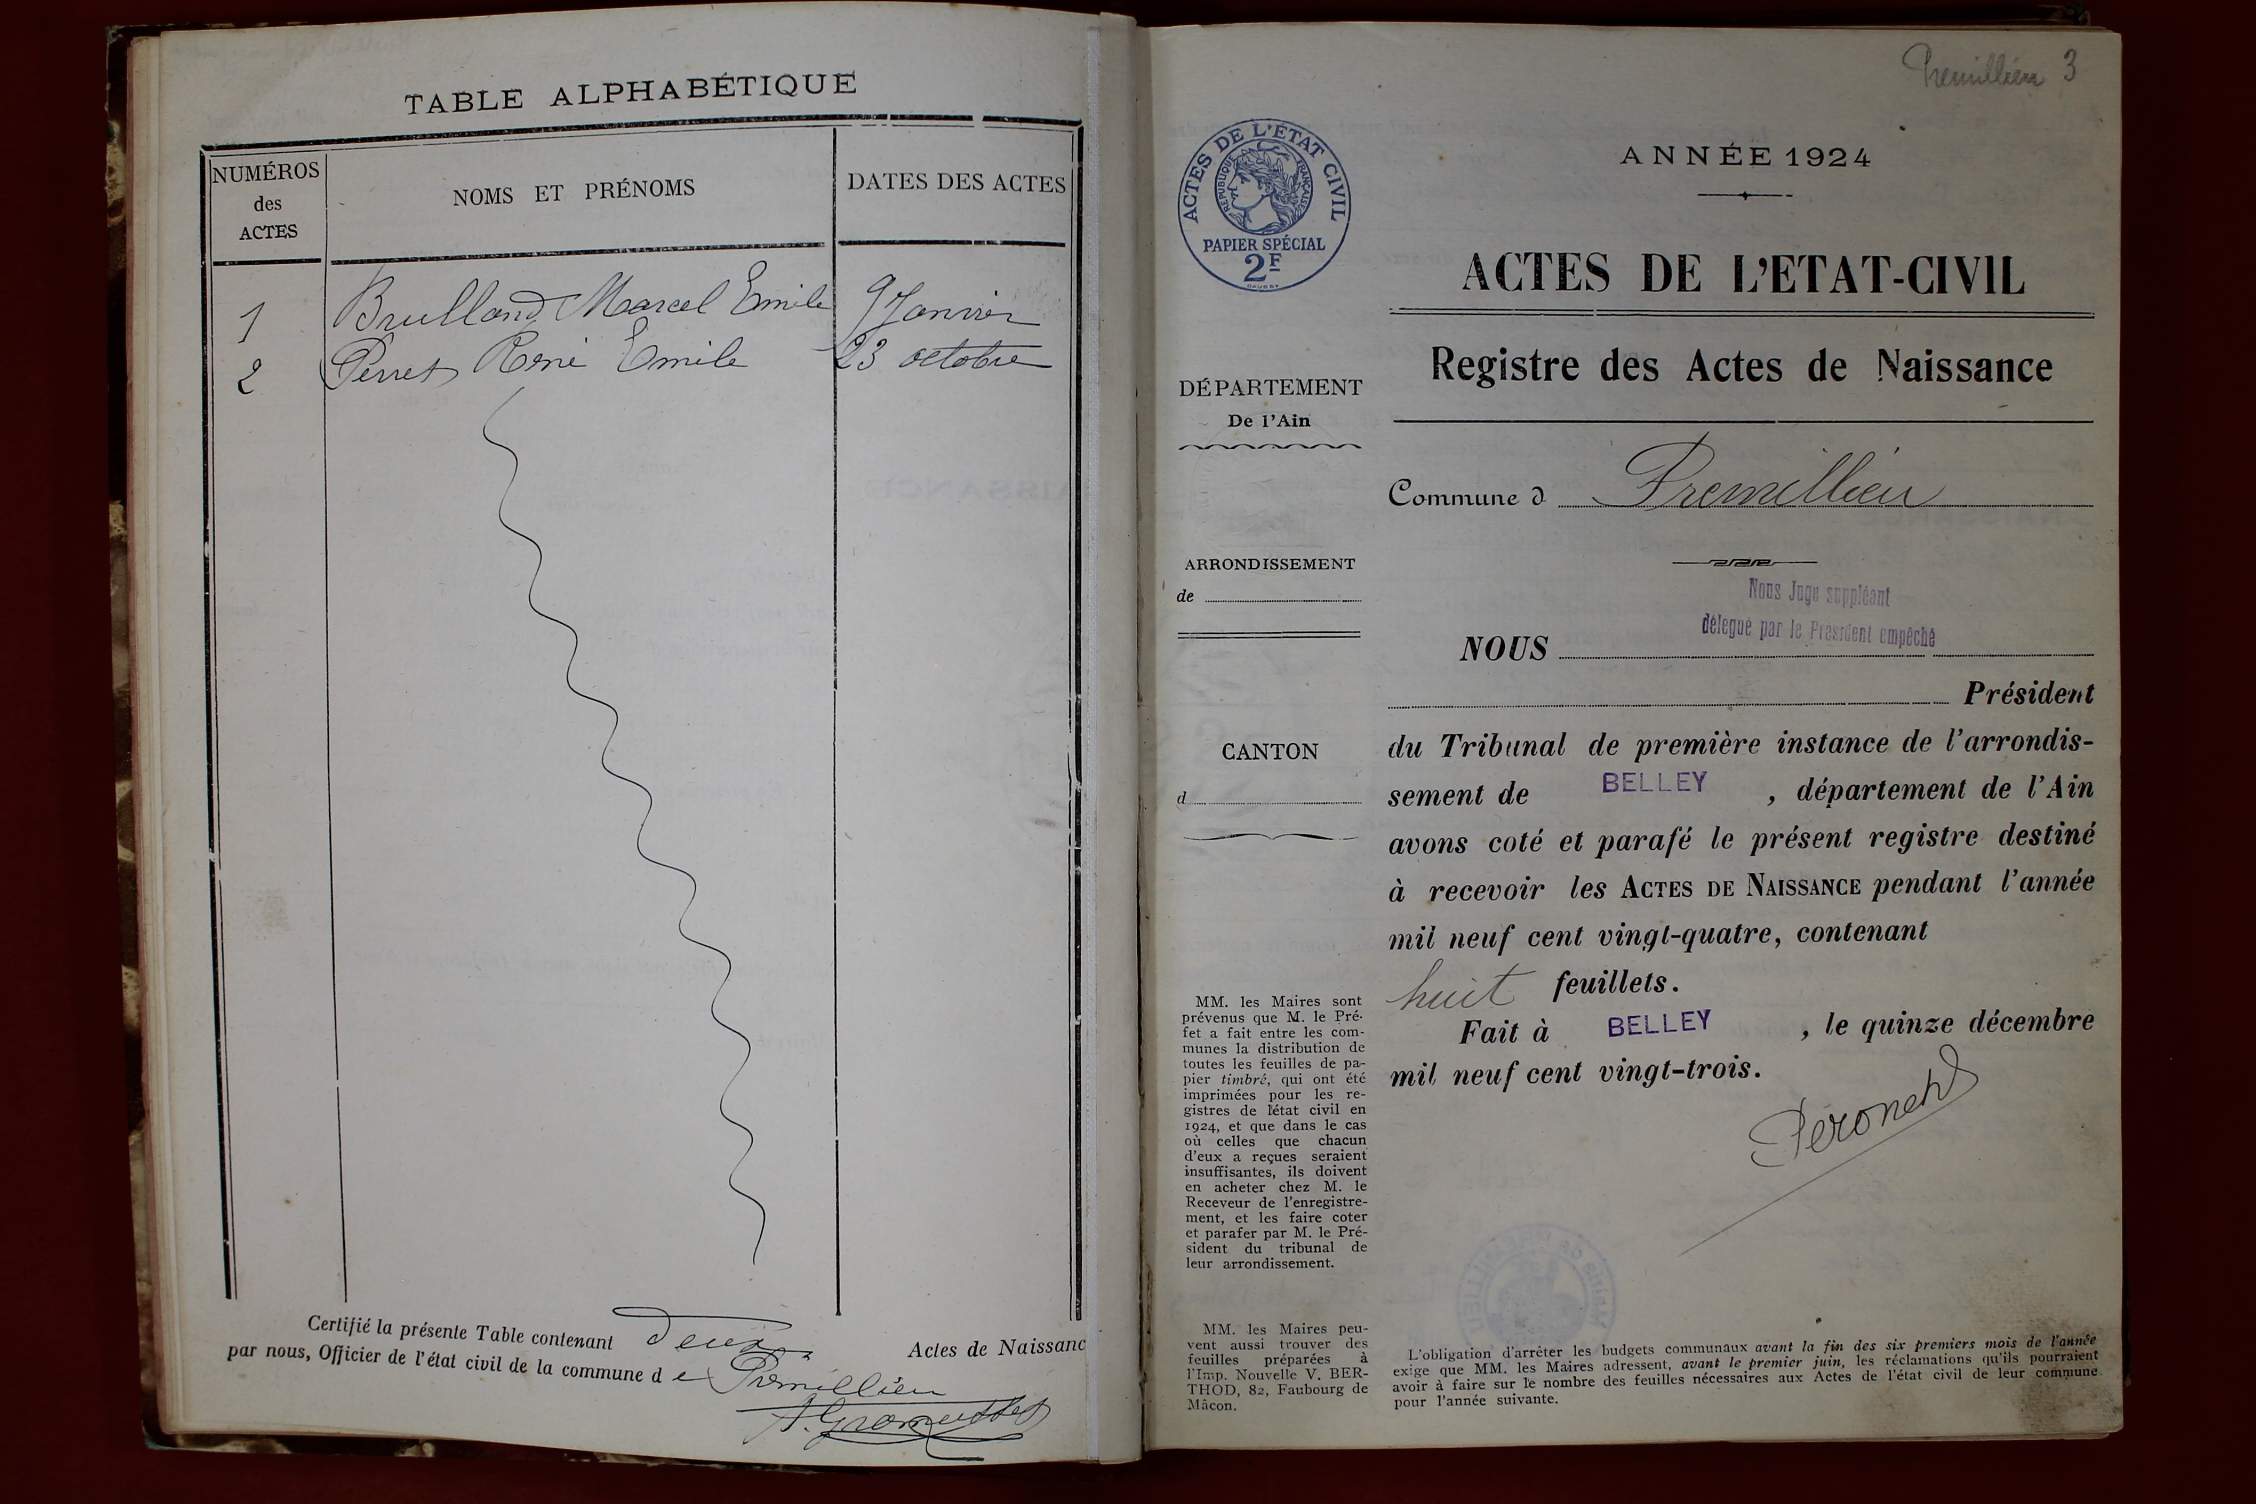 TABLE ALPHABÉTIQUE
NUMÉROS
des
ACTES
NOMS ET PRÉNOMS
DATES DES ACTES
1 Brulland Marcel Emile 9 Janvier
2 Perret René Emile 23 octobre
Certifié la présente Table contenant deux Actes de Naissanc
par nous, Officier de l'état civil de la commune de Prémillieu
Prémillieu 3
ACTES DE L'ÉTAT CIVIL
RÉPUBLIQUE FRANÇAISE
PAPIER SPÉCIAL
2F
ANNÉE 1924
ACTES DE L'ETAT-CIVIL
Registre des Actes de Naissance
DÉPARTEMENT
De l'Ain
Commune d Prémillieu
ARRONDISSEMENT
de
Nous Juge suppléant
délégué par le Président empêché
NOUS
Président
CANTON
d
du Tribunal de première instance de l'arrondis-
sement de BELLEY , département de l'Ain
avons coté et parafé le présent registre destiné
à recevoir les ACTES DE NAISSANCE pendant l'année
mil neuf cent vingt-quatre, contenant
huit feuillets.
Fait à BELLEY , le quinze décembre
mil neuf cent vingt-trois.
Peronet
MM. les Maires sont
prévenus que M. le Pré-
fet a fait entre les com-
munes la distribution de
toutes les feuilles de pa-
pier timbré, qui ont été
imprimées pour les re-
gistres de l'état civil en
1924, et que dans le cas
où celles que chacun
d'eux a reçues seraient
insuffisantes, ils doivent
en acheter chez M. le
Receveur de l'enregistre-
ment, et les faire coter
et parafer par M. le Pré-
sident du tribunal de
leur arrondissement.
MM. les Maires peu-
vent aussi trouver des
feuilles préparées à
l'Imp. Nouvelle V. BER-
THOD, 82, Faubourg de
Mâcon.
L'obligation d'arrêter les budgets communaux avant la fin des six premiers mois de l'année
exige que MM. les Maires adressent, avant le premier juin, les réclamations qu'ils pourraient
avoir à faire sur le nombre des feuilles nécessaires aux Actes de l'état civil de leur commune
pour l'année suivante.